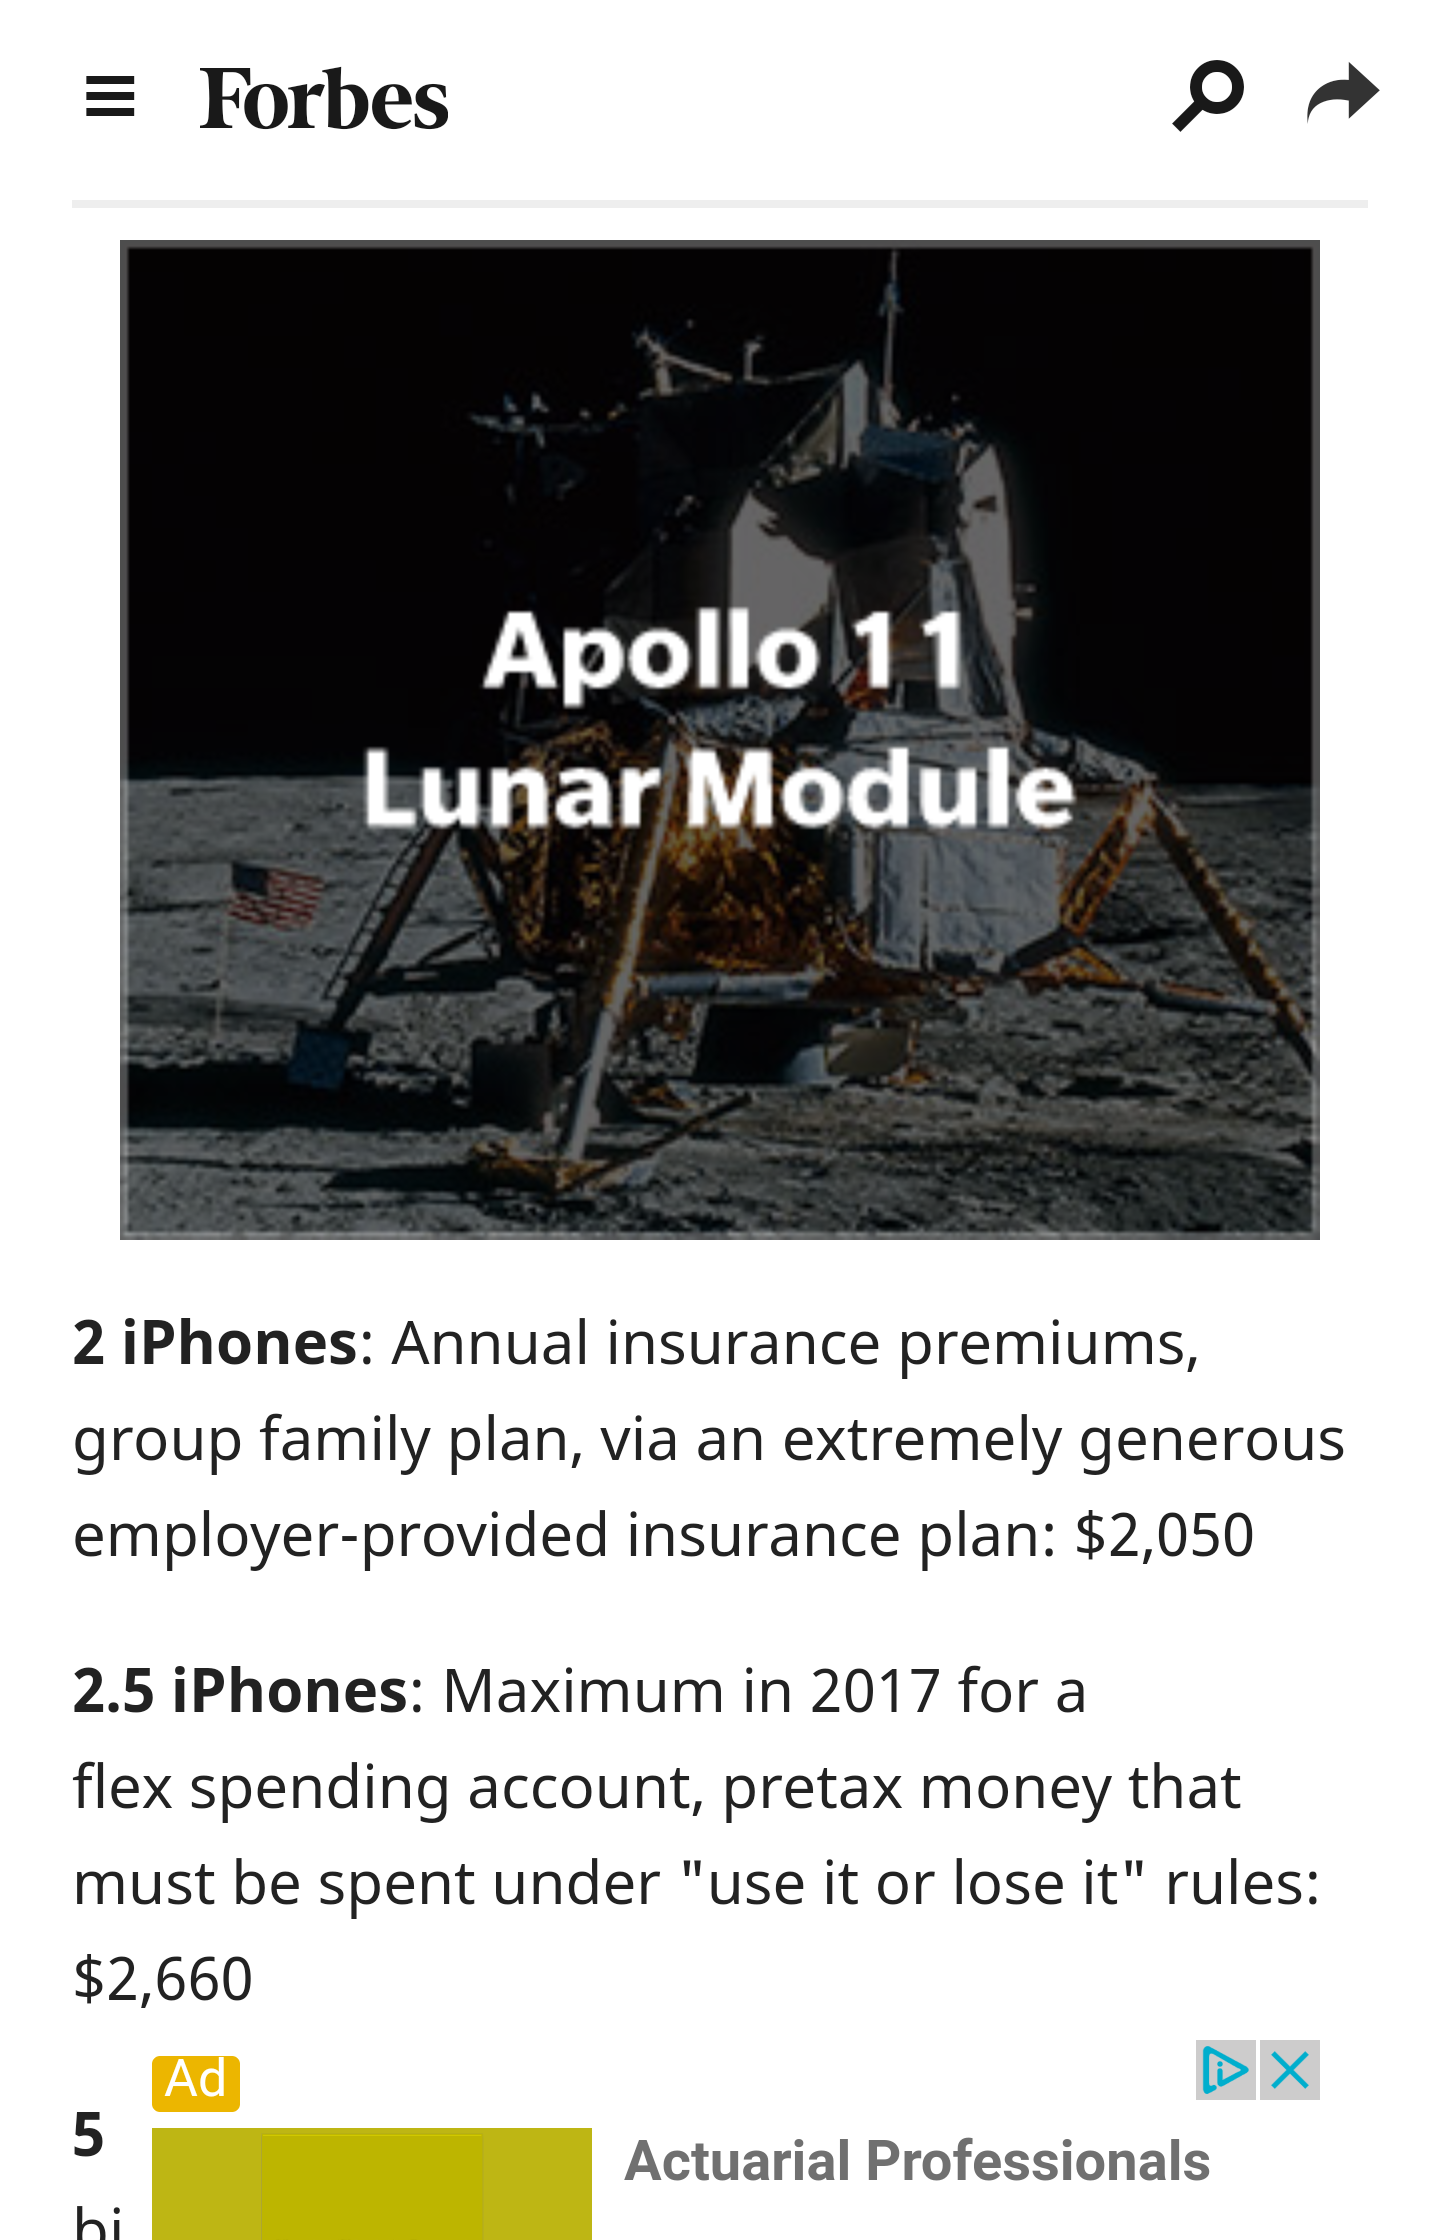 Forbes
Apollo 11
Lunar Module
2 iPhones: Annual insurance premiums,
group family plan, via an extremely generous
employer-provided insurance plan: $2,050
2.5 iPhones: Maximum in 2017 for a
flex spending account, pretax money that
must be spent under "use it or lose it" rules:
$2,660
Ad
5
Actuarial Professionals
bi